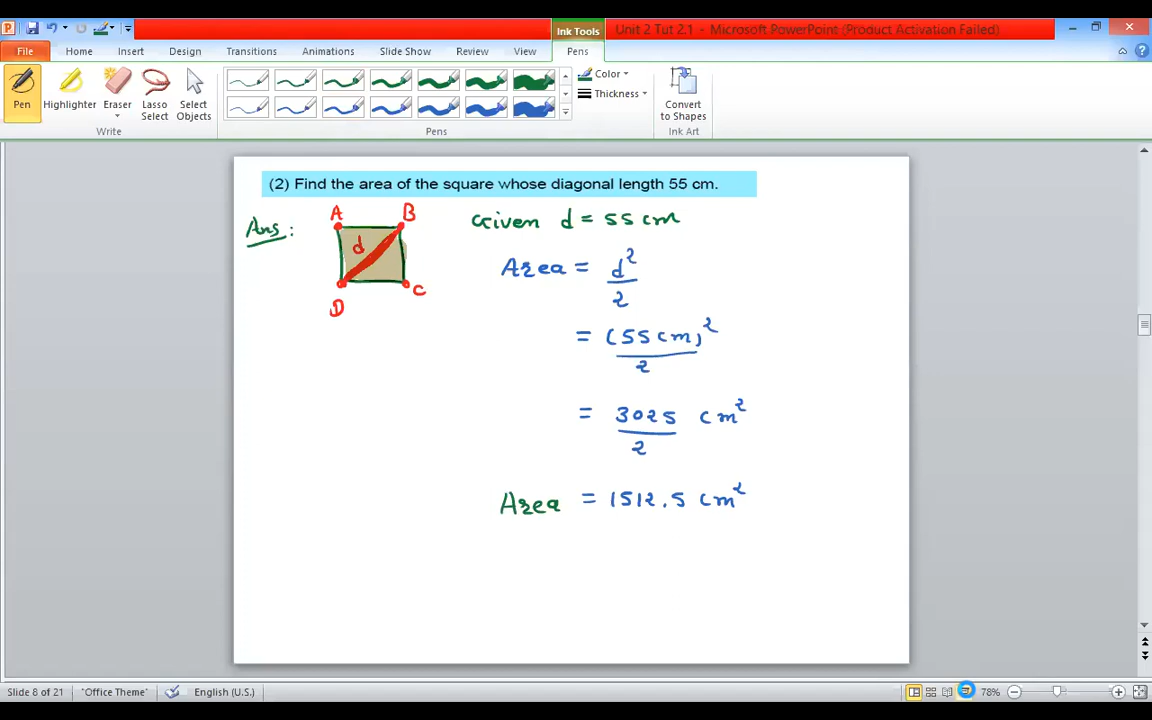 Ink Tools
Unit 2 Tut 2.1 - Microsoft PowerPoint (Product Activation Failed)
File Home Insert Design Transitions Animations Slide Show Review View Pens
Pen Highlighter Eraser Lasso Select Select Objects
Color
Thickness
Convert to Shapes
Write Pens Ink Art
(2) Find the area of the square whose diagonal length 55 cm.
Ans:
A B
d
D C
Given d = 55 cm
Area = d²/2
= (55 cm)²/2
= 3025/2 cm²
Area = 1512.5 cm²
Slide 8 of 21 "Office Theme" English (U.S.) 78%